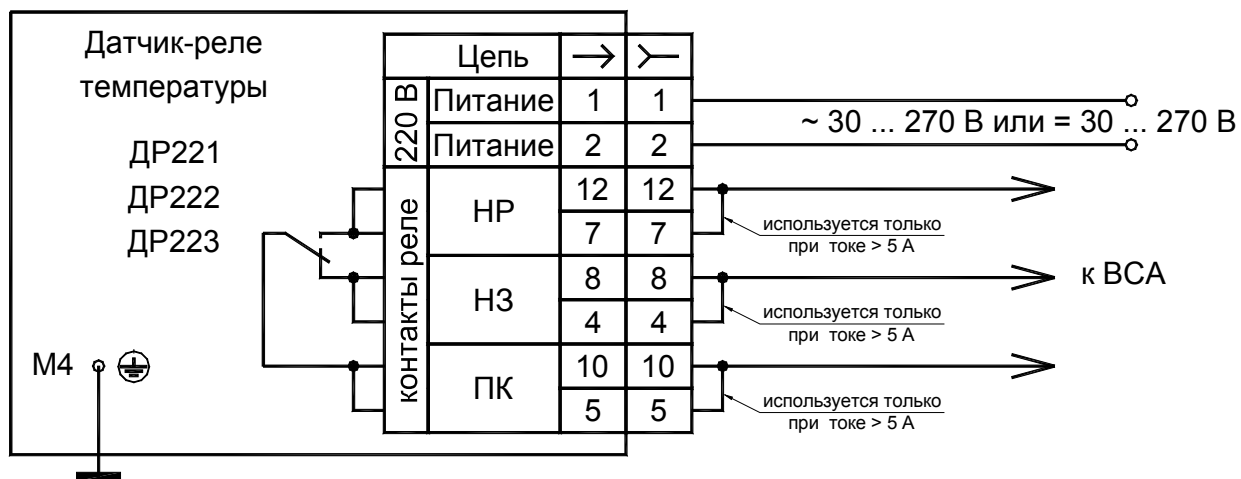 Датчик-реле
температуры
ДР221
ДР222
ДР223
М4
Цепь
220 В
Питание 1 1
Питание 2 2
~ 30 ... 270 В или = 30 ... 270 В
контакты реле
НР
12 12
7 7
используется только
при токе > 5 А
НЗ
8 8
4 4
используется только
при токе > 5 А
к ВСА
ПК
10 10
5 5
используется только
при токе > 5 А